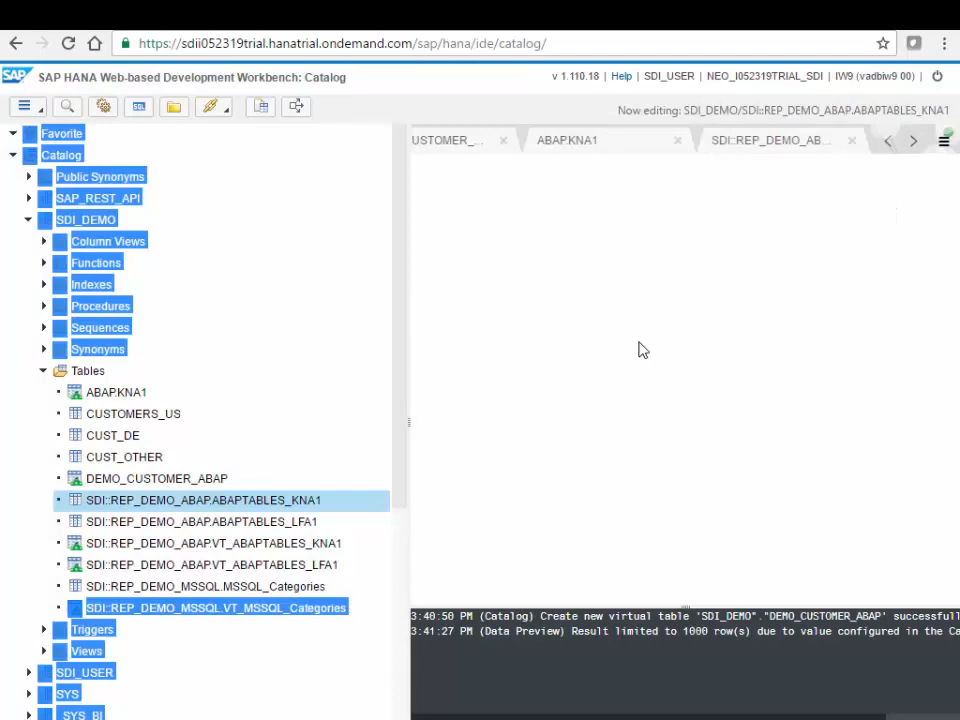 https://sdii052319trial.hanatrial.ondemand.com/sap/hana/ide/catalog/
SAP SAP HANA Web-based Development Workbench: Catalog
v 1.110.18 | Help | SDI_USER | NEO_I052319TRIAL_SDI | IW9 (vadbiw9 00) |
SQL
Now editing: SDI_DEMO/SDI::REP_DEMO_ABAP.ABAPTABLES_KNA1
USTOMER_...
ABAP.KNA1
SDI::REP_DEMO_AB...
Favorite
Catalog
Public Synonyms
SAP_REST_API
SDI_DEMO
Column Views
Functions
Indexes
Procedures
Sequences
Synonyms
Tables
ABAP.KNA1
CUSTOMERS_US
CUST_DE
CUST_OTHER
DEMO_CUSTOMER_ABAP
SDI::REP_DEMO_ABAP.ABAPTABLES_KNA1
SDI::REP_DEMO_ABAP.ABAPTABLES_LFA1
SDI::REP_DEMO_ABAP.VT_ABAPTABLES_KNA1
SDI::REP_DEMO_ABAP.VT_ABAPTABLES_LFA1
SDI::REP_DEMO_MSSQL.MSSQL_Categories
SDI::REP_DEMO_MSSQL.VT_MSSQL_Categories
Triggers
Views
SDI_USER
SYS
_SYS_BI
3:40:50 PM (Catalog) Create new virtual table 'SDI_DEMO"."DEMO_CUSTOMER_ABAP' successfull
3:41:27 PM (Data Preview) Result limited to 1000 row(s) due to value configured in the Ca